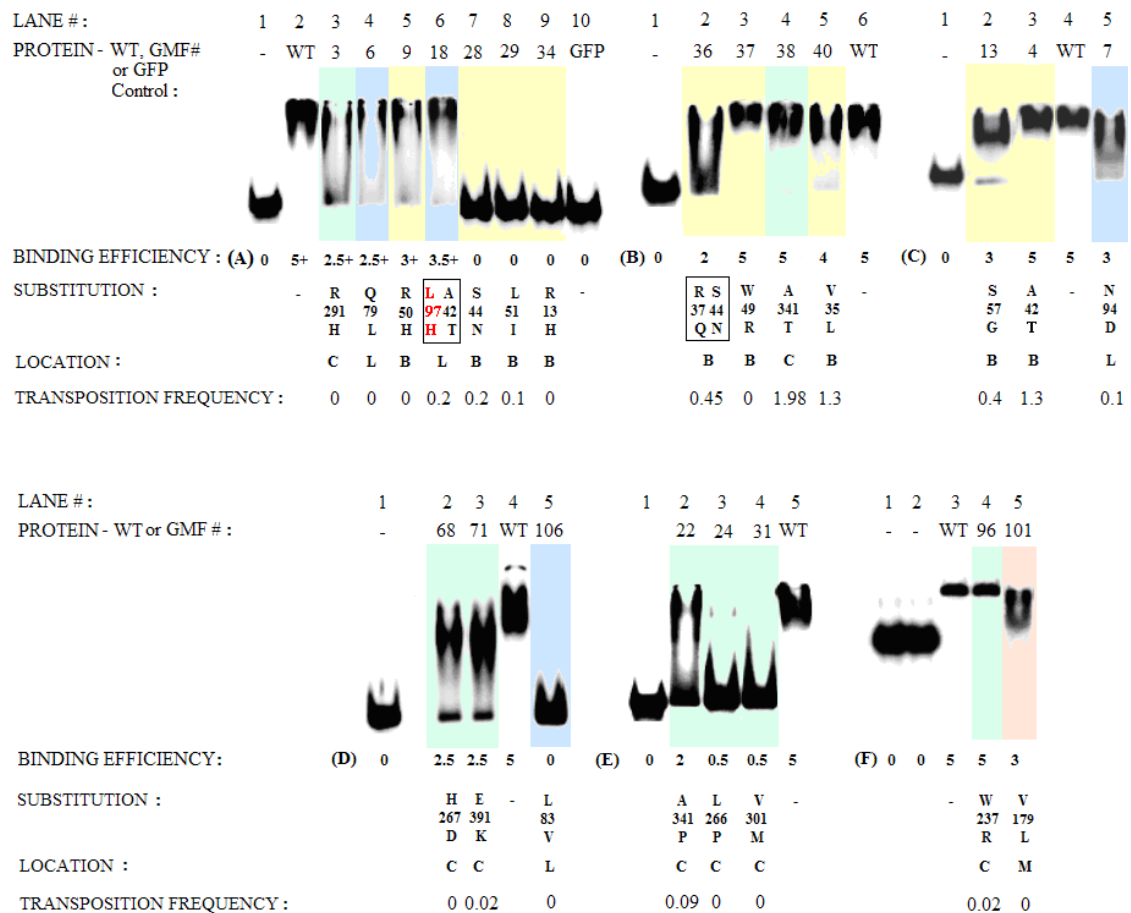 LANE # : 1 2 3 4 5 6 7 8 9 10 1 2 3 4 5 6 1 2 3 4 5
PROTEIN - WT, GMF# - WT 3 6 9 18 28 29 34 GFP - 36 37 38 40 WT - 13 4 WT 7
or GFP
Control :
BINDING EFFICIENCY : (A) 0 5+ 2.5+ 2.5+ 3+ 3.5+ 0 0 0 0 (B) 0 2 5 5 4 5 (C) 0 3 5 5 3
SUBSTITUTION : - R Q R L A S L R - R S W A V - S A - N
291 79 50 97 42 44 51 13 37 44 49 341 35 57 42 94
H L H H T N I H Q N R T L G T D
LOCATION : C L B L B B B B B C B B B L
TRANSPOSITION FREQUENCY : 0 0 0 0.2 0.2 0.1 0 0.45 0 1.98 1.3 0.4 1.3 0.1
LANE # : 1 2 3 4 5 1 2 3 4 5 1 2 3 4 5
PROTEIN - WT or GMF # : - 68 71 WT 106 - 22 24 31 WT - - WT 96 101
BINDING EFFICIENCY: (D) 0 2.5 2.5 5 0 (E) 0 2 0.5 0.5 5 (F) 0 0 5 5 3
SUBSTITUTION : H E - L A L V - - W V
267 391 83 341 266 301 237 179
D K V P P M R L
LOCATION : C C L C C C C M
TRANSPOSITION FREQUENCY : 0 0.02 0 0.09 0 0 0.02 0